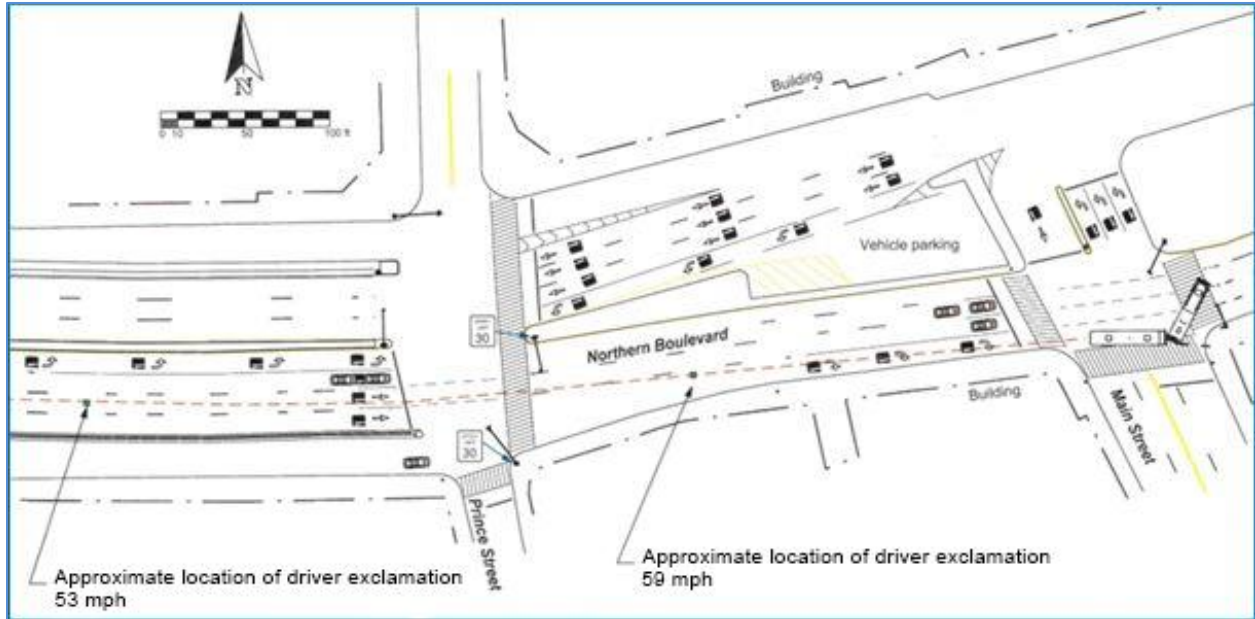 N
0 10 50 100 ft
Building
Vehicle parking
30
Northern Boulevard
Building
30
Main Street
Prince Street
Approximate location of driver exclamation
53 mph
Approximate location of driver exclamation
59 mph